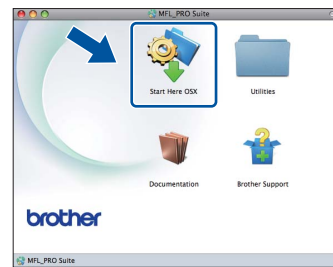 MFL_PRO Suite
Start Here OSX
Utilities
Documentation
Brother Support
brother
MFL_PRO Suite